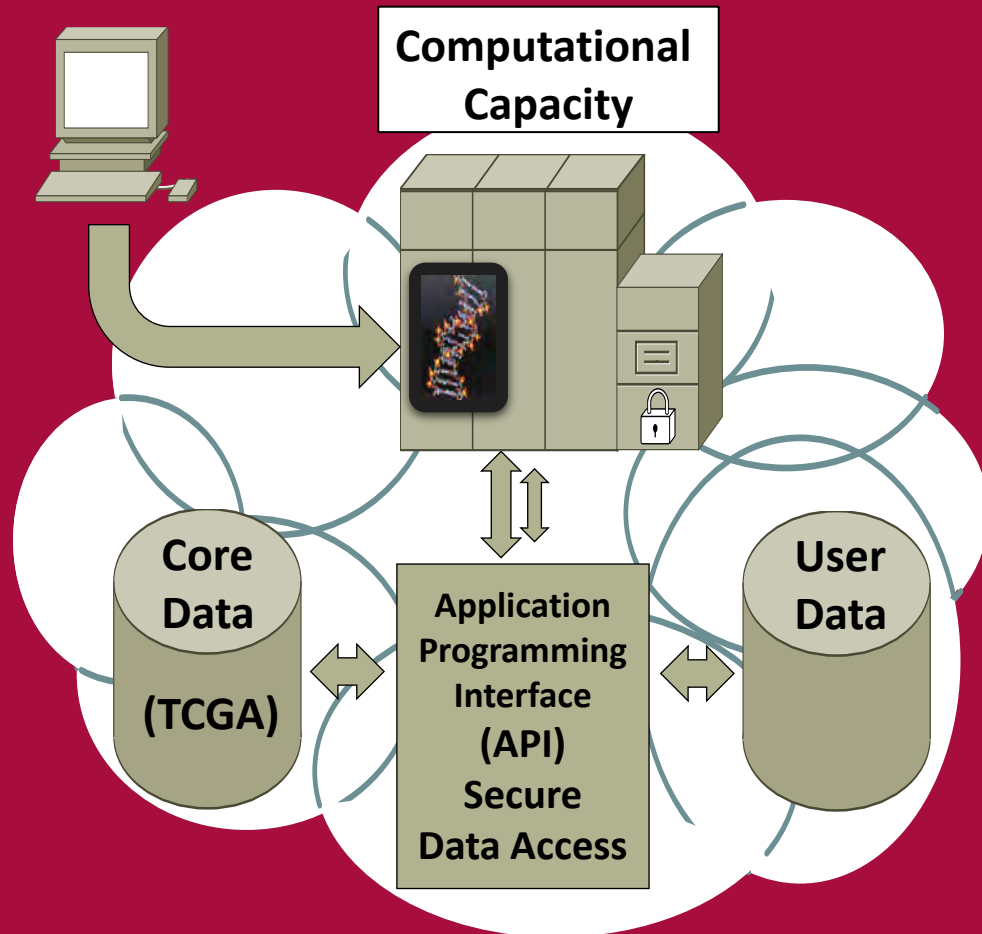 Computational
Capacity
Core
Data
(TCGA)
Application
Programming
Interface
(API)
Secure
Data Access
User
Data